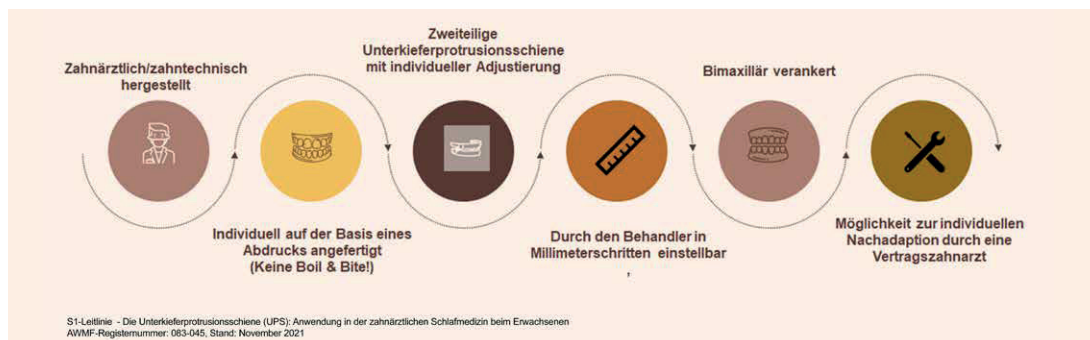 Zahnärztlich/zahntechnisch
hergestellt
Individuell auf der Basis eines
Abdrucks angefertigt
(Keine Boil & Bite!)
Zweiteilige
Unterkieferprotrusionsschiene
mit individueller Adjustierung
Durch den Behandler in
Millimeterschritten einstellbar
,
Bimaxillär verankert
Möglichkeit zur individuellen
Nachadaption durch eine
Vertragszahnarzt
S1-Leitlinie - Die Unterkieferprotrusionsschiene (UPS): Anwendung in der zahnärztlichen Schlafmedizin beim Erwachsenen
AWMF-Registernummer: 083-045, Stand: November 2021